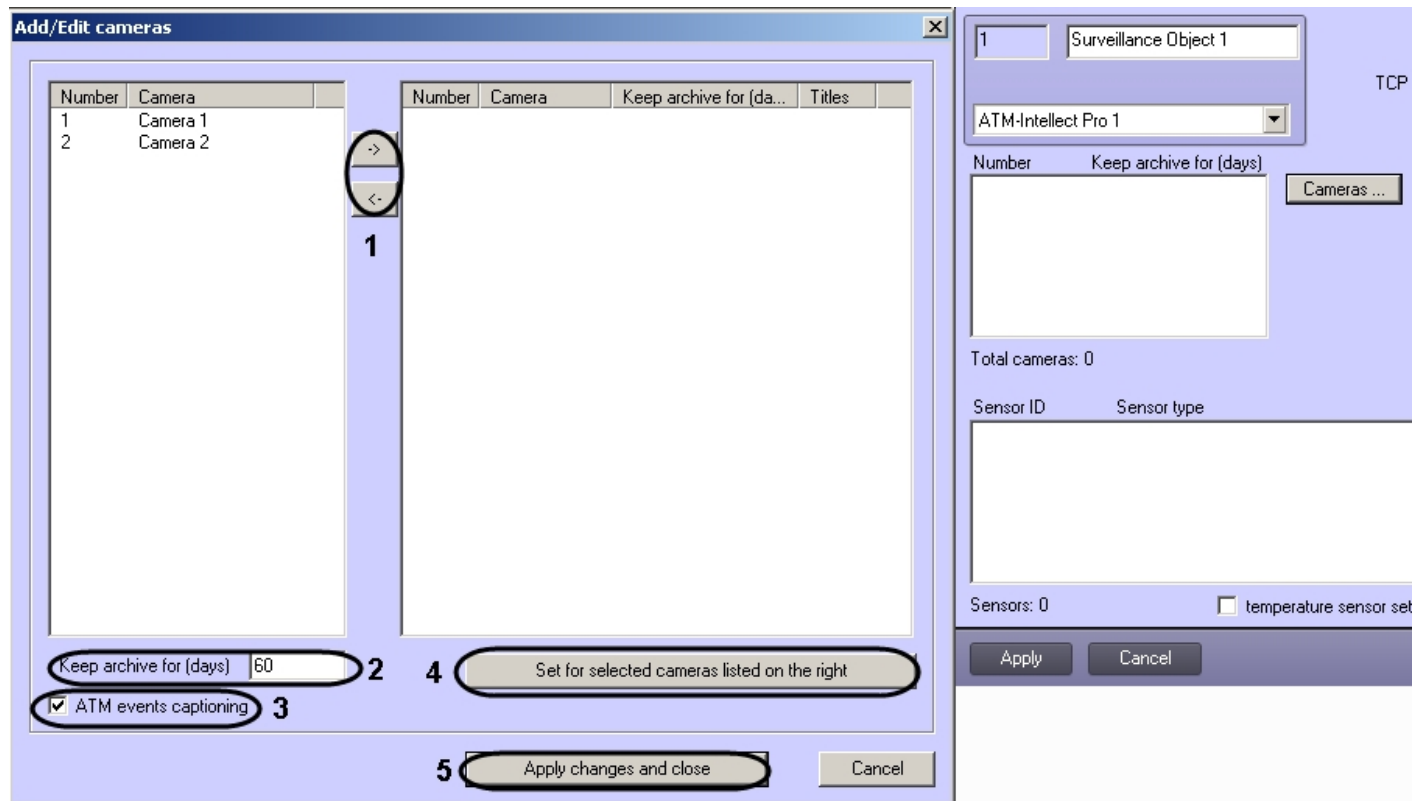 Add/Edit cameras
Number Camera
1 Camera 1
2 Camera 2
->
<-
1
Number Camera Keep archive for (da... Titles
Keep archive for (days) 60
2
ATM events captioning
3
4
Set for selected cameras listed on the right
5
Apply changes and close
Cancel
1 Surveillance Object 1
TCP
ATM-Intellect Pro 1
Number Keep archive for (days)
Cameras ...
Total cameras: 0
Sensor ID Sensor type
Sensors: 0 temperature sensor set
Apply Cancel